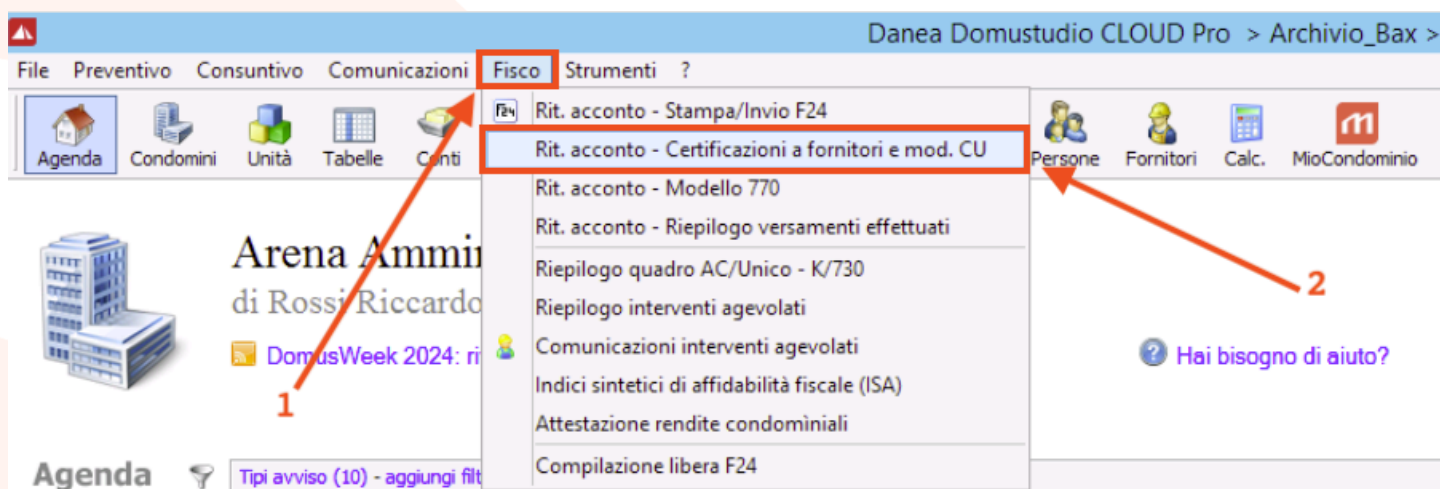 Danea Domustudio CLOUD Pro > Archivio_Bax >
File Preventivo Consuntivo Comunicazioni Fisco Strumenti ?
Agenda Condomini Unità Tabelle Conti Persone Fornitori Calc. MioCondominio
F24 Rit. acconto - Stampa/Invio F24
Rit. acconto - Certificazioni a fornitori e mod. CU
Rit. acconto - Modello 770
Rit. acconto - Riepilogo versamenti effettuati
Riepilogo quadro AC/Unico - K/730
Riepilogo interventi agevolati
Comunicazioni interventi agevolati
Indici sintetici di affidabilità fiscale (ISA)
Attestazione rendite condominiali
Compilazione libera F24
Arena Ammi
di Rossi Riccardo
DomusWeek 2024: ri
Hai bisogno di aiuto?
1
2
Agenda Tipi avviso (10) - aggiungi filt